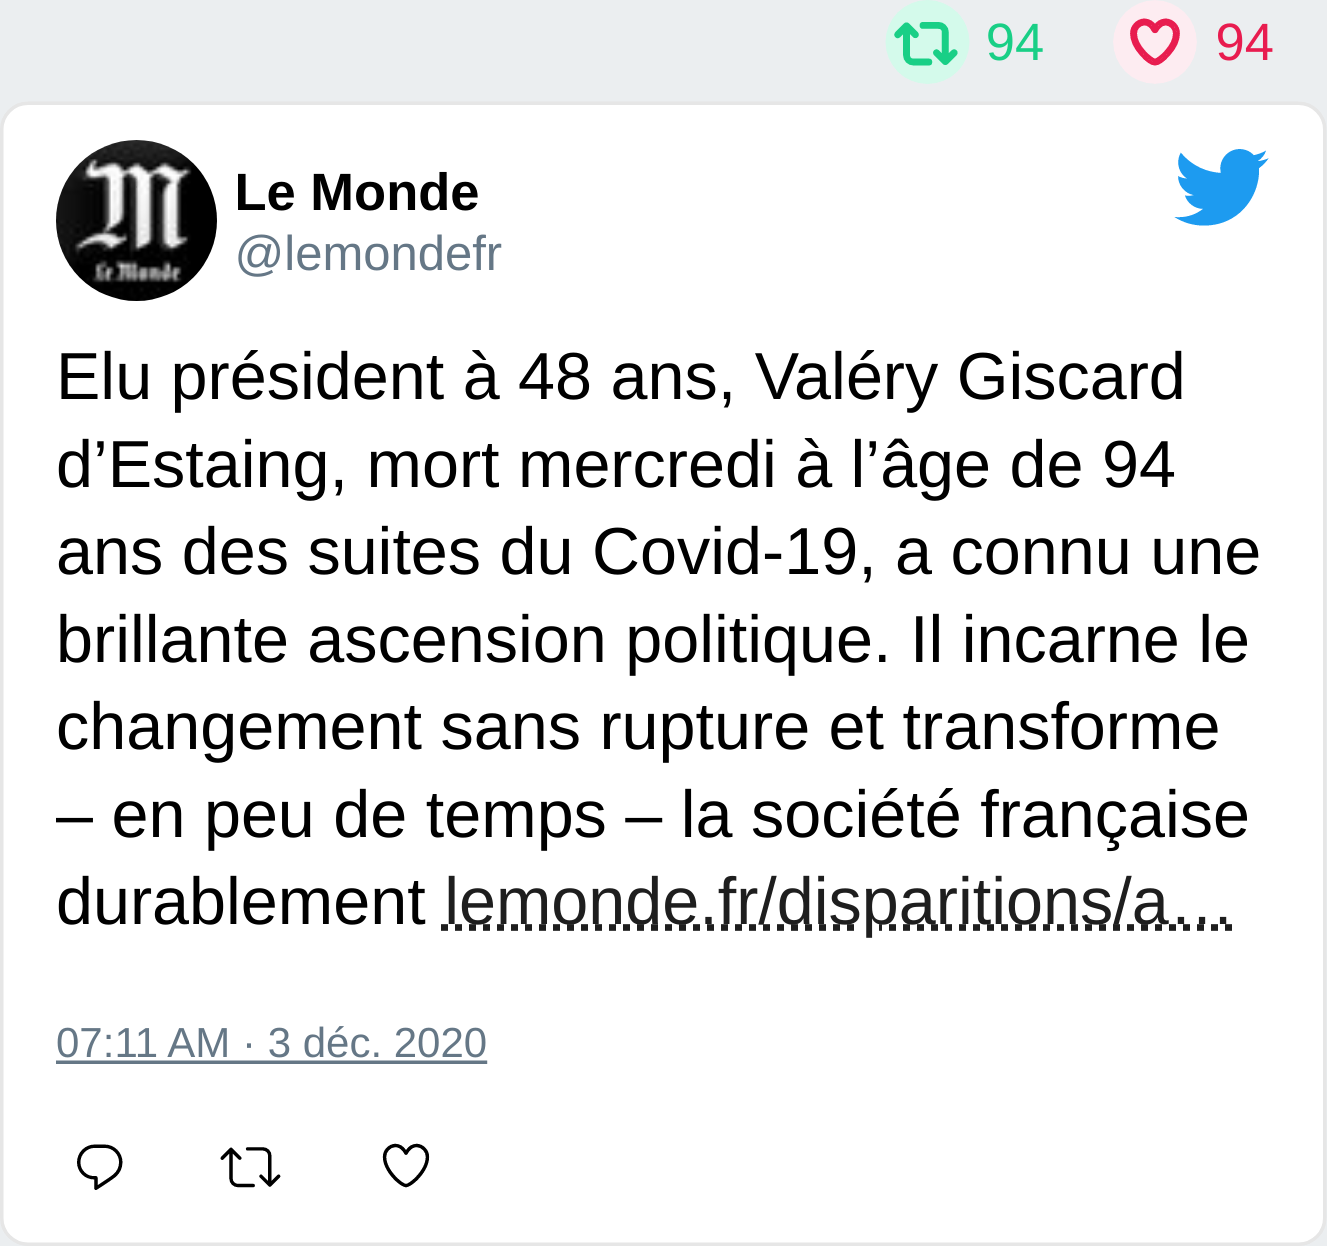 94 94
Le Monde
Le Monde
@lemondefr
Elu président à 48 ans, Valéry Giscard
d’Estaing, mort mercredi à l’âge de 94
ans des suites du Covid-19, a connu une
brillante ascension politique. Il incarne le
changement sans rupture et transforme
– en peu de temps – la société française
durablement lemonde.fr/disparitions/a…
07:11 AM · 3 déc. 2020